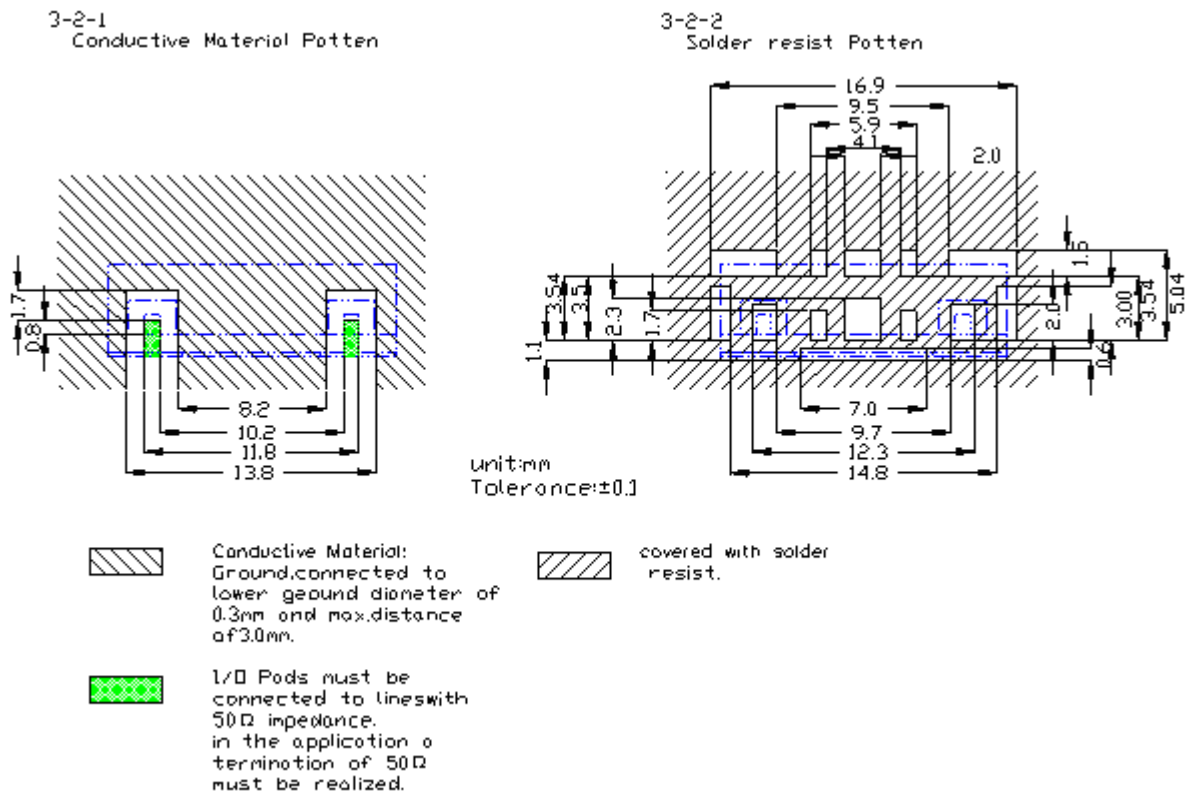 3-2-1
Conductive Material Potten
3-2-2
Solder resist Potten
16.9
9.5
5.9
4.1
2.0
1.7
0.8
8.2
10.2
11.8
13.8
3.54
3.5
2.3
1.7
1.1
1.5
2.0
3.00
3.54
5.04
0.6
7.0
9.7
12.3
14.8
unit:mm
Tolerance:±0.1
Conductive Material:
Ground,connected to
lower geound diometer of
0.3mm and max.distance
of3.0mm.
covered with solder
resist.
I/O Pods must be
connected to lineswith
50Ω impedance.
in the application a
termination of 50Ω
must be realized.